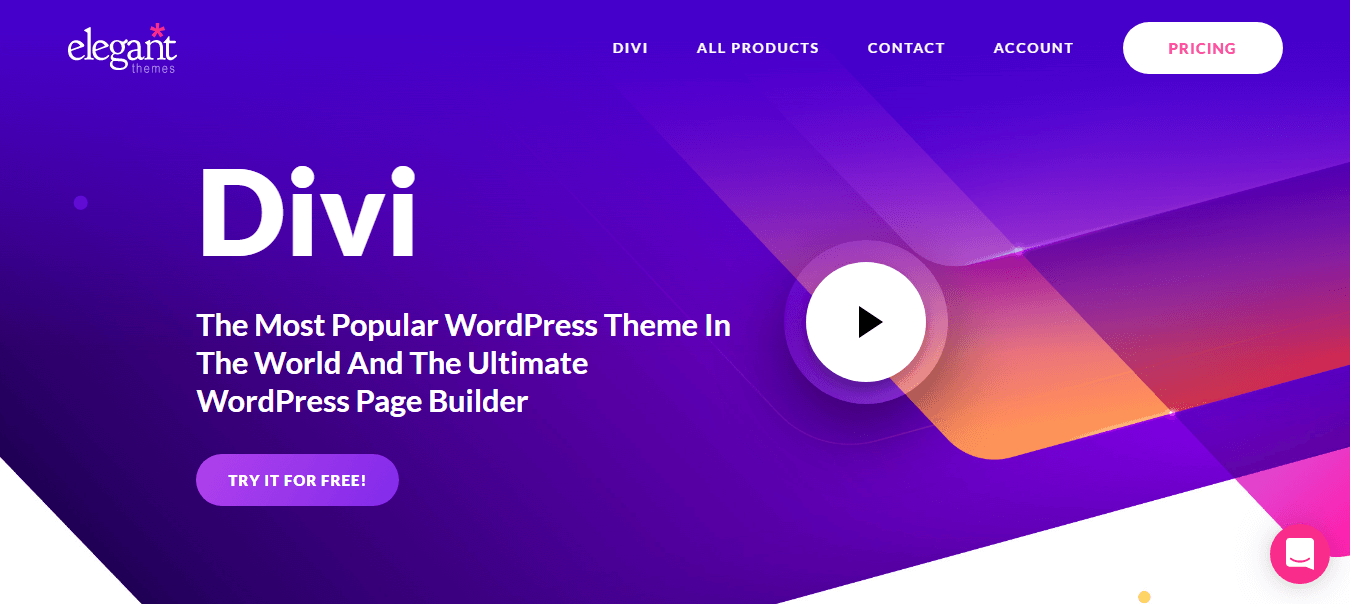 elegant
themes
DIVI
ALL PRODUCTS
CONTACT
ACCOUNT
PRICING
Divi
The Most Popular WordPress Theme In
The World And The Ultimate
WordPress Page Builder
TRY IT FOR FREE!